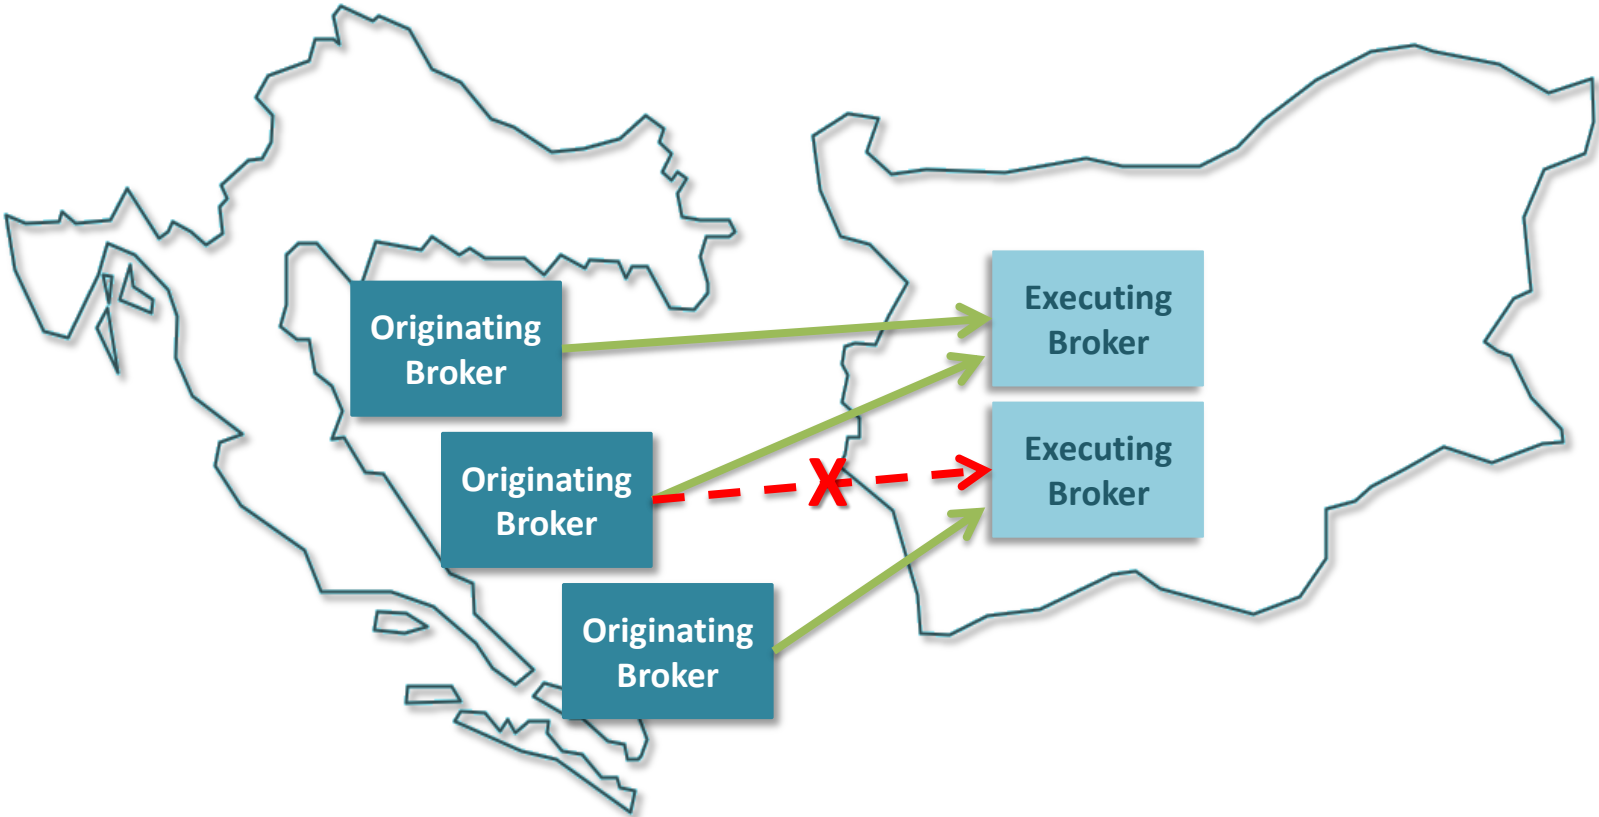 Originating
Broker
Originating
Broker
Originating
Broker
Executing
Broker
X
Executing
Broker